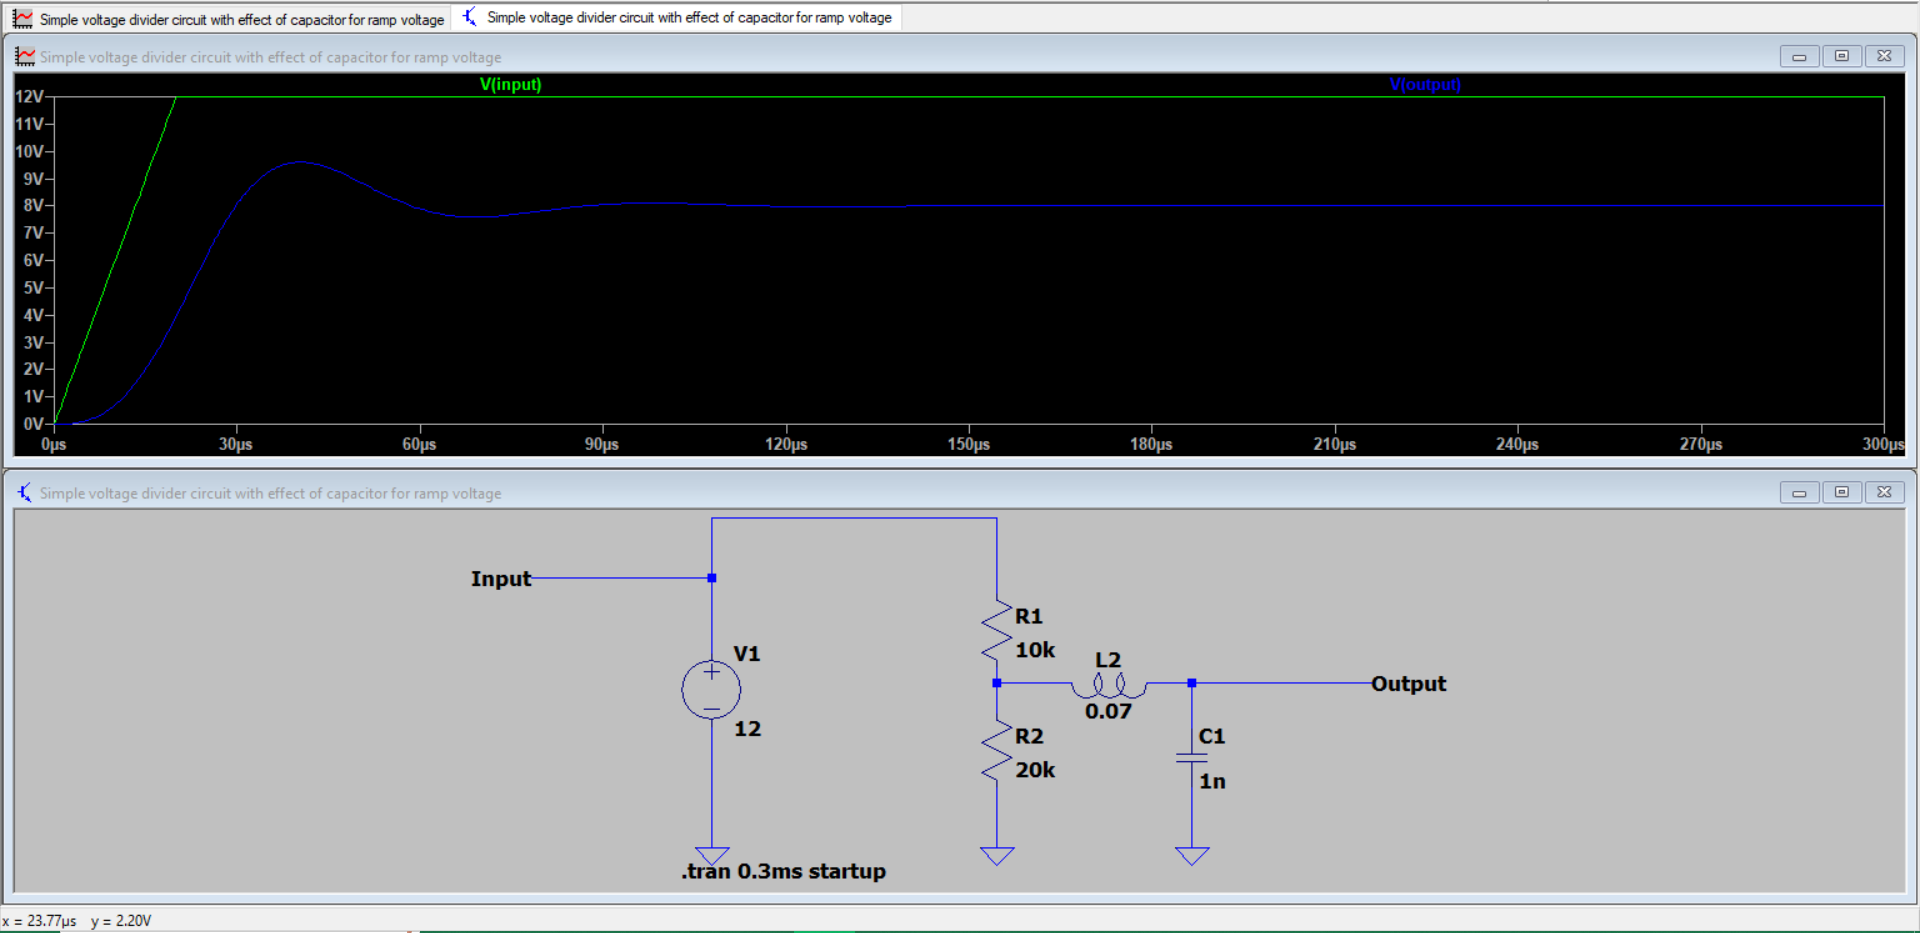 Simple voltage divider circuit with effect of capacitor for ramp voltage
Simple voltage divider circuit with effect of capacitor for ramp voltage
Simple voltage divider circuit with effect of capacitor for ramp voltage
V(input)
V(output)
12V
11V
10V
9V
8V
7V
6V
5V
4V
3V
2V
1V
0V
0µs
30µs
60µs
90µs
120µs
150µs
180µs
210µs
240µs
270µs
300µs
Simple voltage divider circuit with effect of capacitor for ramp voltage
Input
V1
12
R1
10k
L2
0.07
Output
R2
20k
C1
1n
.tran 0.3ms startup
x = 23.77µs y = 2.20V